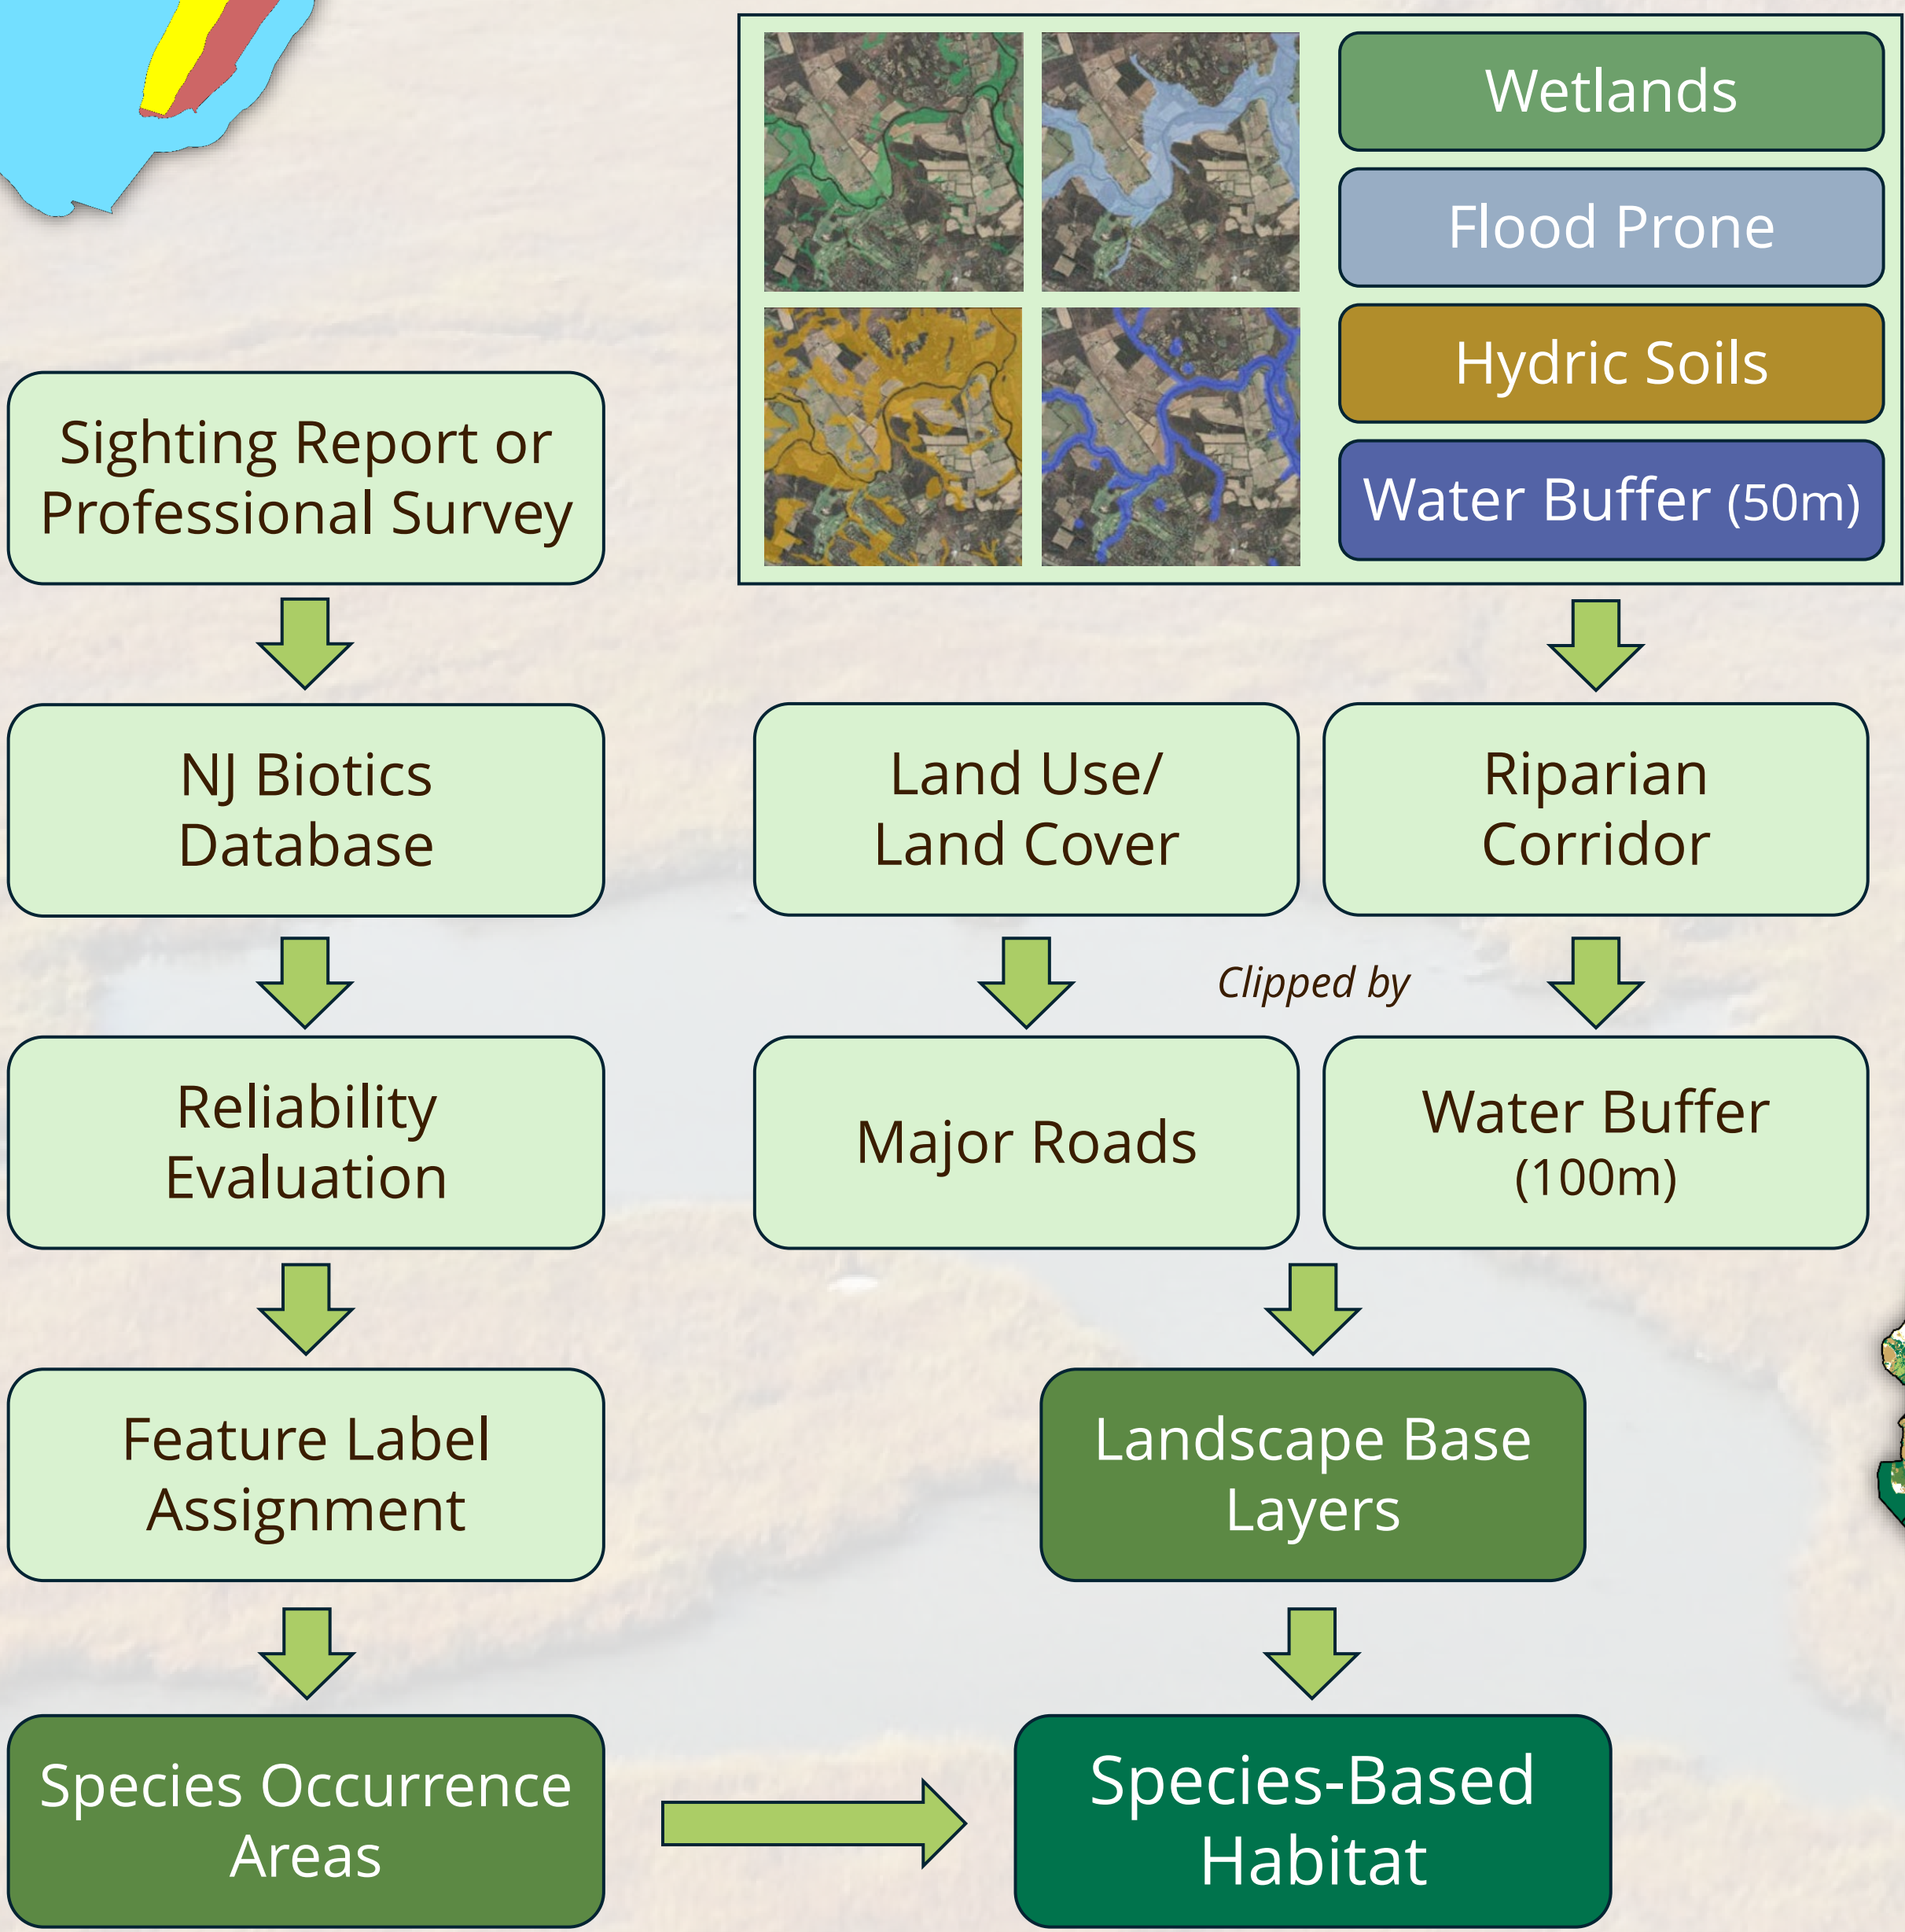 Wetlands
Flood Prone
Hydric Soils
Water Buffer (50m)
Sighting Report or
Professional Survey
NJ Biotics
Database
Land Use/
Land Cover
Riparian
Corridor
Clipped by
Reliability
Evaluation
Major Roads
Water Buffer
(100m)
Feature Label
Assignment
Landscape Base
Layers
Species Occurrence
Areas
Species-Based
Habitat